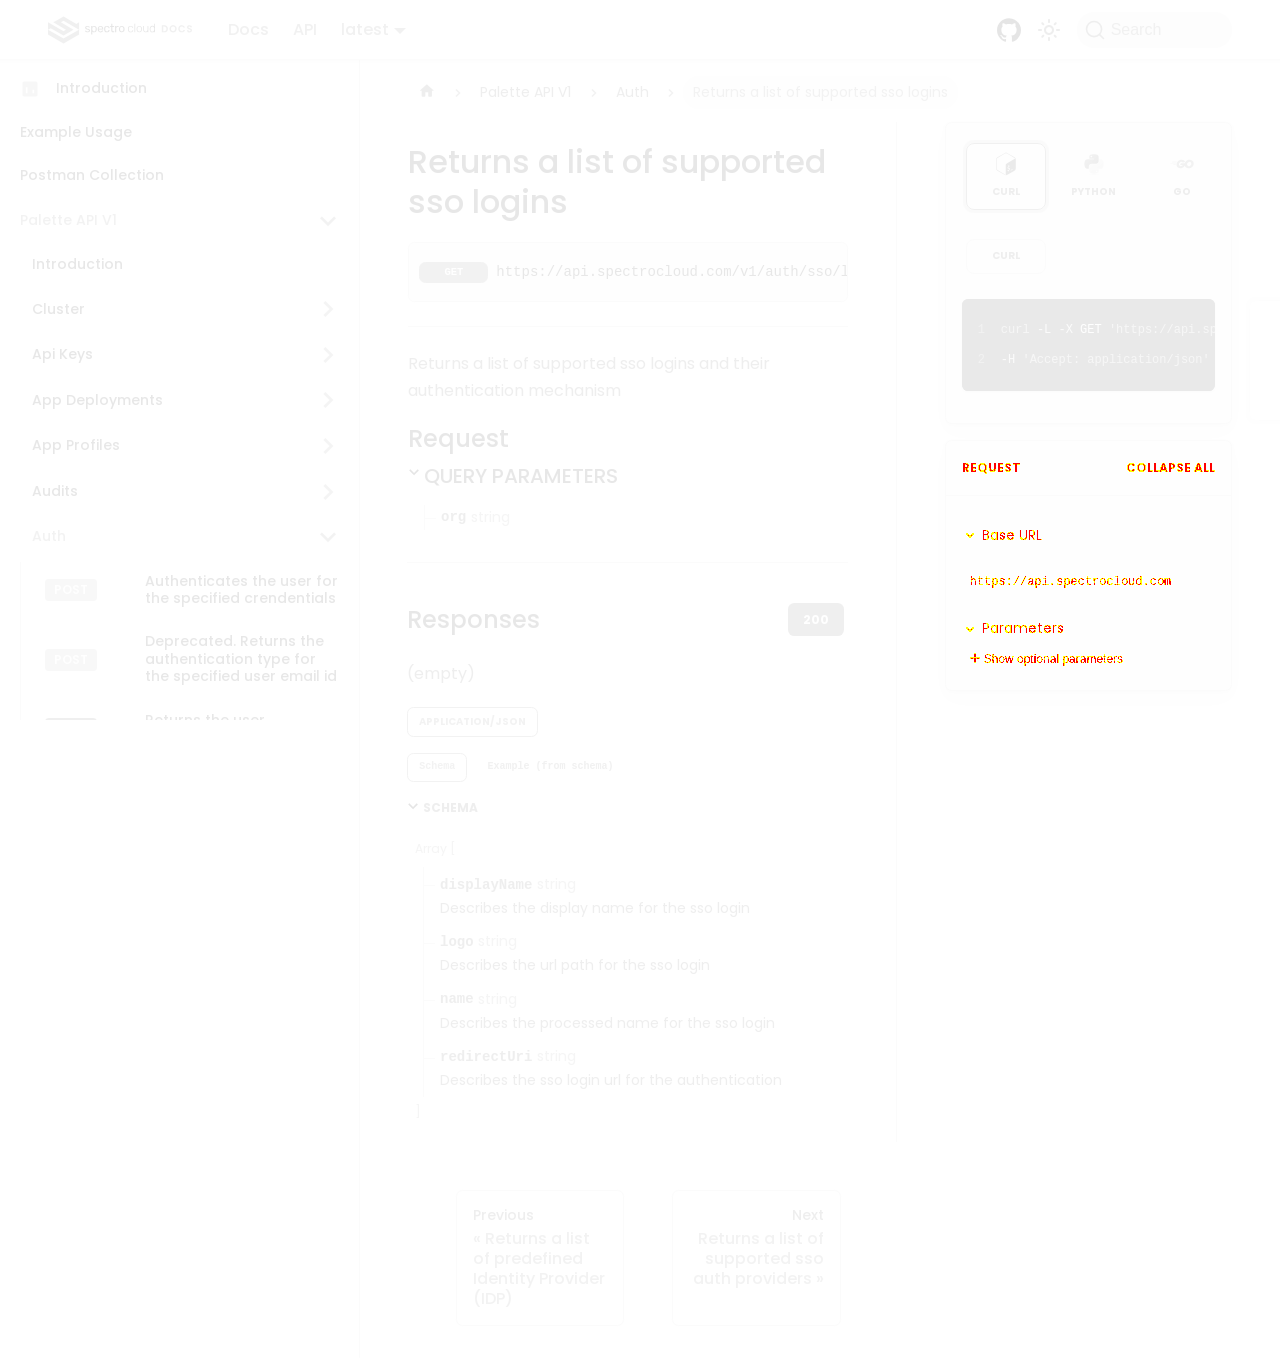 spectro cloud DOCS
Docs
API
latest
Search
Introduction
Example Usage
Postman Collection
Palette API V1
Introduction
Cluster
Api Keys
App Deployments
App Profiles
Audits
Auth
POST
Authenticates the user for
the specified crendentials
POST
Deprecated. Returns the
authentication type for
the specified user email id
Returns the user
Palette API V1
Auth
Returns a list of supported sso logins
Returns a list of supported
sso logins
GET
https://api.spectrocloud.com/v1/auth/sso/l
Returns a list of supported sso logins and their
authentication mechanism
Request
QUERY PARAMETERS
org string
Responses
200
(empty)
APPLICATION/JSON
Schema
Example (from schema)
SCHEMA
Array [
displayName string
Describes the display name for the sso login
logo string
Describes the url path for the sso login
name string
Describes the processed name for the sso login
redirectUri string
Describes the sso login url for the authentication
]
Previous
« Returns a list
of predefined
Identity Provider
(IDP)
Next
Returns a list of
supported sso
auth providers »
CURL
PYTHON
GO
CURL
1 curl -L -X GET 'https://api.sp
2 -H 'Accept: application/json'
REQUEST
COLLAPSE ALL
Base URL
https://api.spectrocloud.com
Parameters
Show optional parameters